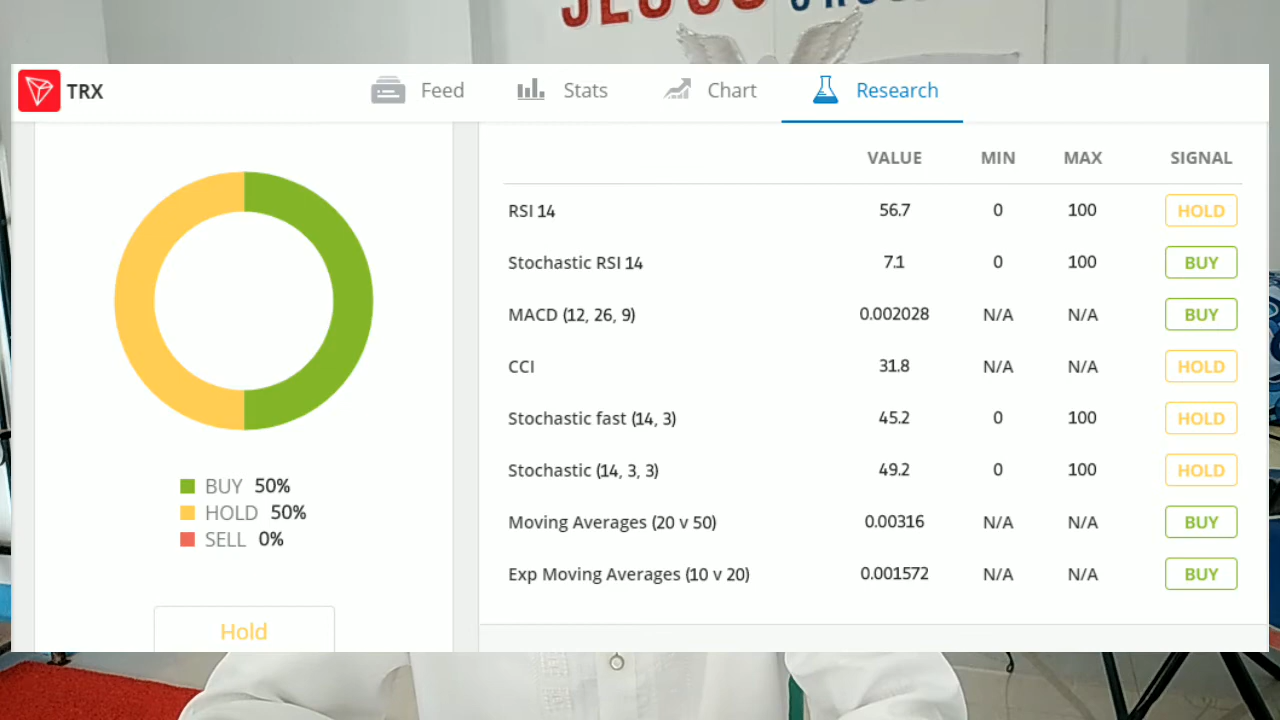 JESUS
TRX
Feed
Stats
Chart
Research
VALUE MIN MAX SIGNAL
RSI 14 56.7 0 100 HOLD
Stochastic RSI 14 7.1 0 100 BUY
MACD (12, 26, 9) 0.002028 N/A N/A BUY
CCI 31.8 N/A N/A HOLD
Stochastic fast (14, 3) 45.2 0 100 HOLD
Stochastic (14, 3, 3) 49.2 0 100 HOLD
Moving Averages (20 v 50) 0.00316 N/A N/A BUY
Exp Moving Averages (10 v 20) 0.001572 N/A N/A BUY
BUY 50%
HOLD 50%
SELL 0%
Hold